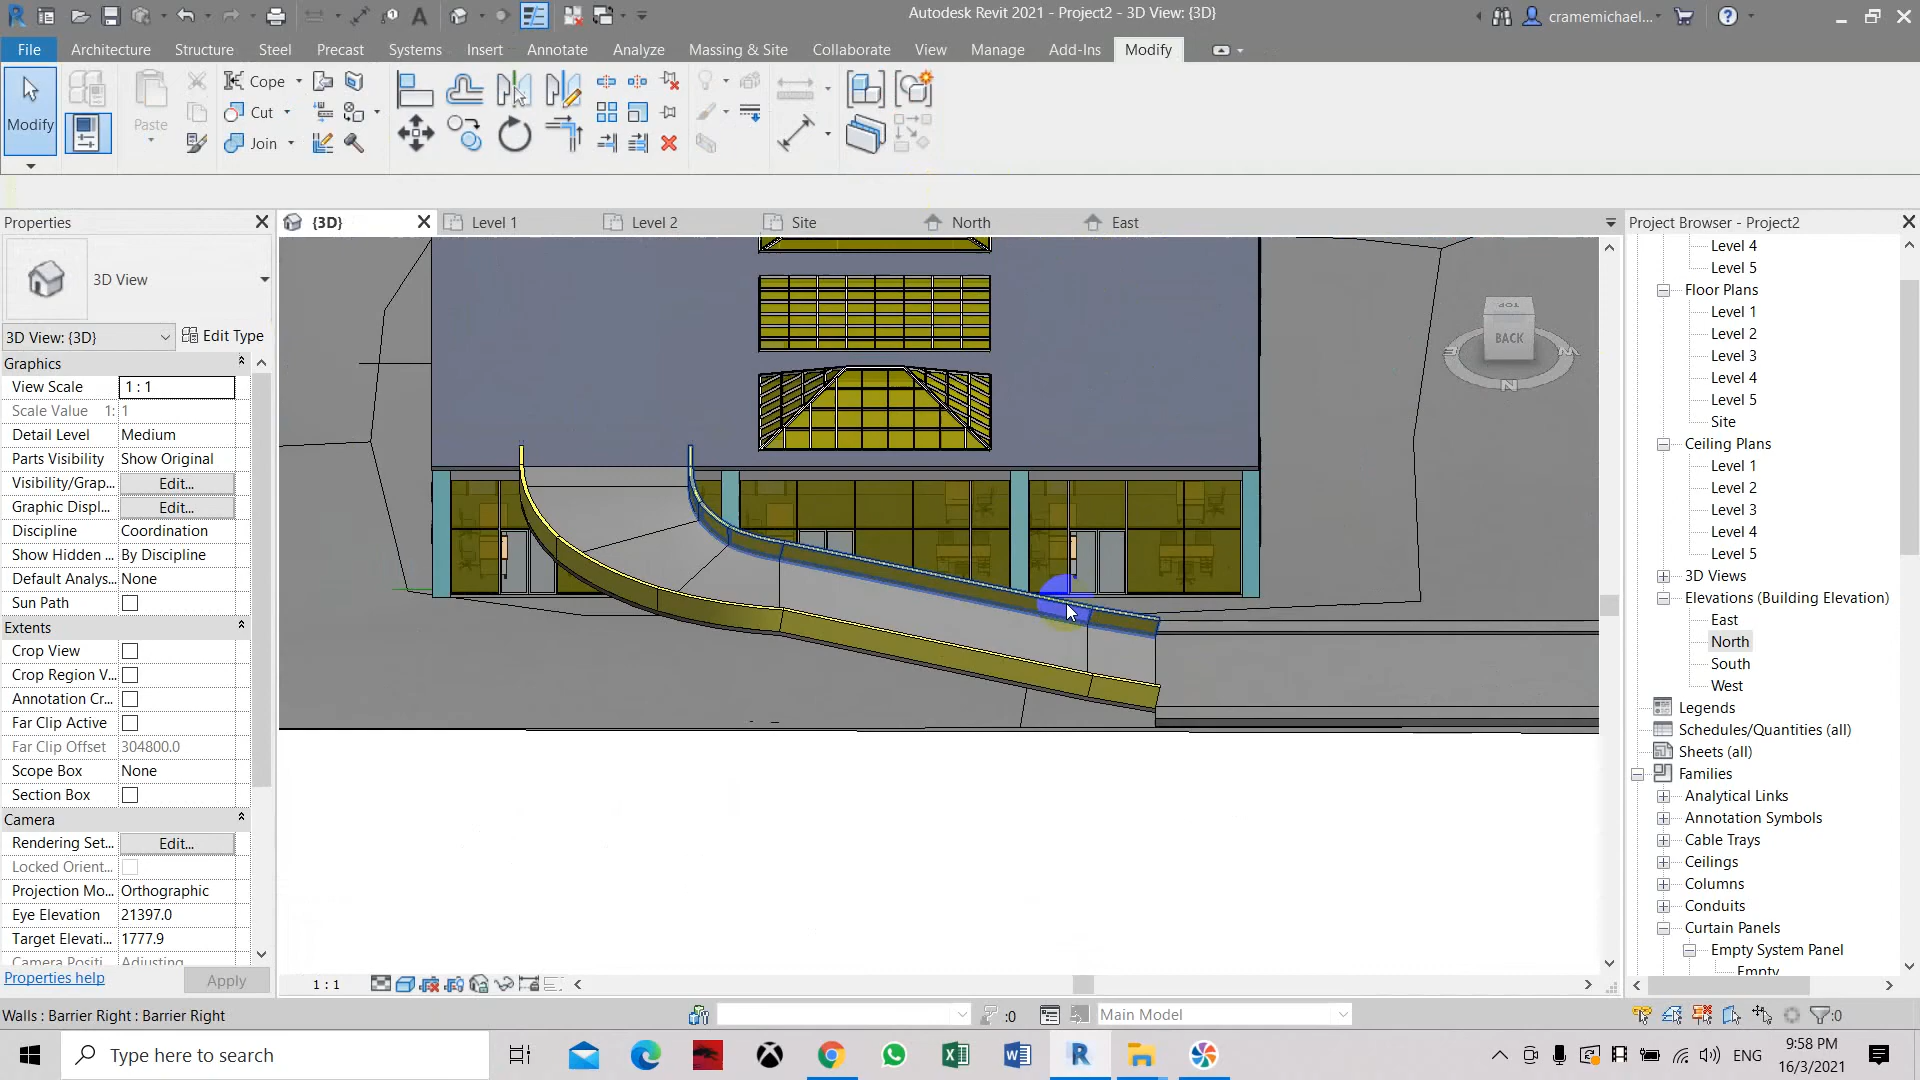 Autodesk Revit 2021 - Project2 - 3D View: {3D}
cramemichael...
File Architecture Structure Steel Precast Systems Insert Annotate Analyze Massing & Site Collaborate View Manage Add-Ins Modify
Modify
Paste
Cope
Cut
Join
Properties
{3D} Level 1 Level 2 Site North East
Project Browser - Project2
3D View
3D View: {3D} Edit Type
Graphics
View Scale 1 : 1
Scale Value 1: 1
Detail Level Medium
Parts Visibility Show Original
Visibility/Grap... Edit...
Graphic Displ... Edit...
Discipline Coordination
Show Hidden ... By Discipline
Default Analys... None
Sun Path
Extents
Crop View
Crop Region V...
Annotation Cr...
Far Clip Active
Far Clip Offset 304800.0
Scope Box None
Section Box
Camera
Rendering Set... Edit...
Locked Orient...
Projection Mo... Orthographic
Eye Elevation 21397.0
Target Elevati... 1777.9
Camera Positi... Adjusting
Properties help Apply
TOP
BACK
N
Level 4
Level 5
Floor Plans
Level 1
Level 2
Level 3
Level 4
Level 5
Site
Ceiling Plans
Level 1
Level 2
Level 3
Level 4
Level 5
3D Views
Elevations (Building Elevation)
East
North
South
West
Legends
Schedules/Quantities (all)
Sheets (all)
Families
Analytical Links
Annotation Symbols
Cable Trays
Ceilings
Columns
Conduits
Curtain Panels
Empty System Panel
Empty
1 : 1
Walls : Barrier Right : Barrier Right
:0
Main Model
:0
Type here to search
ENG
9:58 PM
16/3/2021